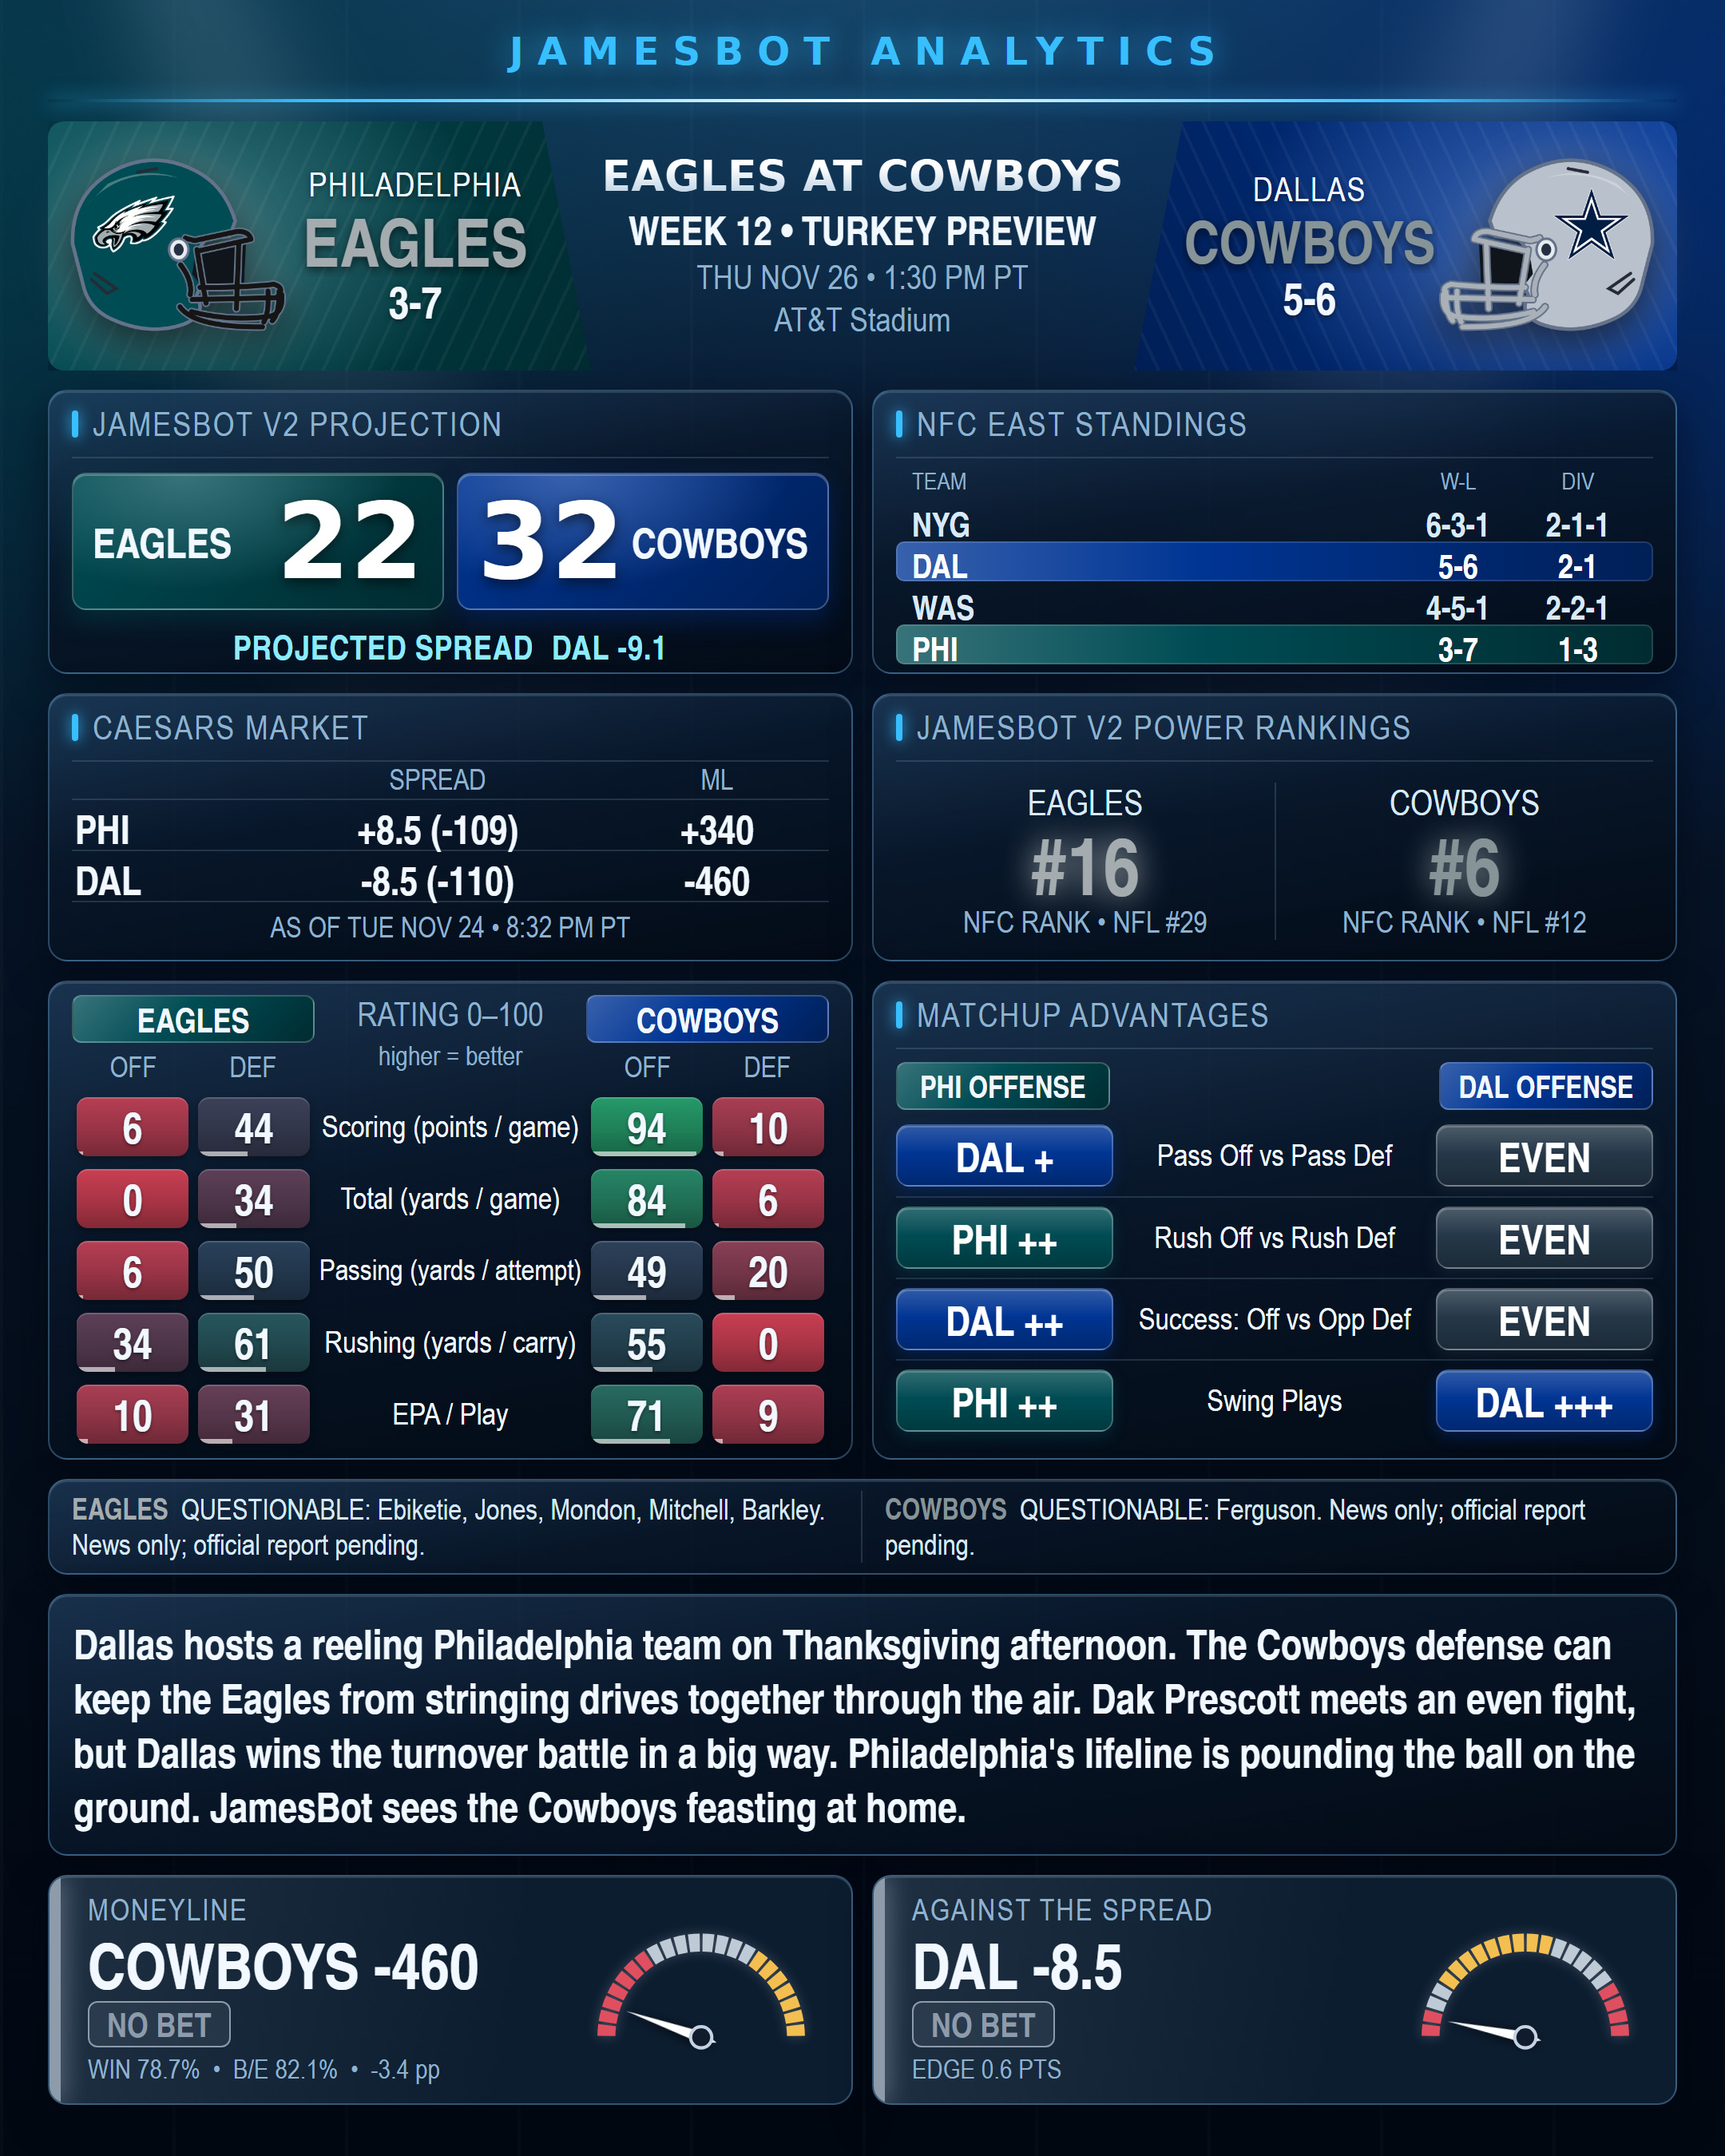 JAMESBOT ANALYTICS
PHILADELPHIA
EAGLES
3-7
EAGLES AT COWBOYS
WEEK 12 • TURKEY PREVIEW
THU NOV 26 • 1:30 PM PT
AT&T Stadium
DALLAS
COWBOYS
5-6
JAMESBOT V2 PROJECTION
EAGLES 22 32 COWBOYS
PROJECTED SPREAD DAL -9.1
NFC EAST STANDINGS
TEAM W-L DIV
NYG 6-3-1 2-1-1
DAL 5-6 2-1
WAS 4-5-1 2-2-1
PHI 3-7 1-3
CAESARS MARKET
SPREAD ML
PHI +8.5 (-109) +340
DAL -8.5 (-110) -460
AS OF TUE NOV 24 • 8:32 PM PT
JAMESBOT V2 POWER RANKINGS
EAGLES COWBOYS
#16 #6
NFC RANK • NFL #29 NFC RANK • NFL #12
EAGLES RATING 0–100 COWBOYS
OFF DEF higher = better OFF DEF
6 44 Scoring (points / game) 94 10
0 34 Total (yards / game) 84 6
6 50 Passing (yards / attempt) 49 20
34 61 Rushing (yards / carry) 55 0
10 31 EPA / Play 71 9
MATCHUP ADVANTAGES
PHI OFFENSE DAL OFFENSE
DAL + Pass Off vs Pass Def EVEN
PHI ++ Rush Off vs Rush Def EVEN
DAL ++ Success: Off vs Opp Def EVEN
PHI ++ Swing Plays DAL +++
EAGLES QUESTIONABLE: Ebiketie, Jones, Mondon, Mitchell, Barkley.
News only; official report pending.
COWBOYS QUESTIONABLE: Ferguson. News only; official report
pending.
Dallas hosts a reeling Philadelphia team on Thanksgiving afternoon. The Cowboys defense can
keep the Eagles from stringing drives together through the air. Dak Prescott meets an even fight,
but Dallas wins the turnover battle in a big way. Philadelphia's lifeline is pounding the ball on the
ground. JamesBot sees the Cowboys feasting at home.
MONEYLINE
COWBOYS -460
NO BET
WIN 78.7% • B/E 82.1% • -3.4 pp
AGAINST THE SPREAD
DAL -8.5
NO BET
EDGE 0.6 PTS